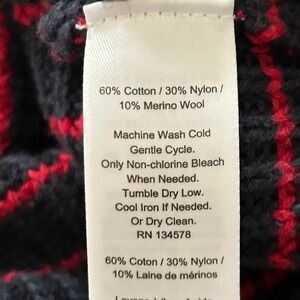 60% Cotton / 30% Nylon /
10% Merino Wool
Machine Wash Cold
Gentle Cycle.
Only Non-chlorine Bleach
When Needed.
Tumble Dry Low.
Cool Iron If Needed.
Or Dry Clean.
RN 134578
60% Cotton / 30% Nylon /
10% Laine de mérinos